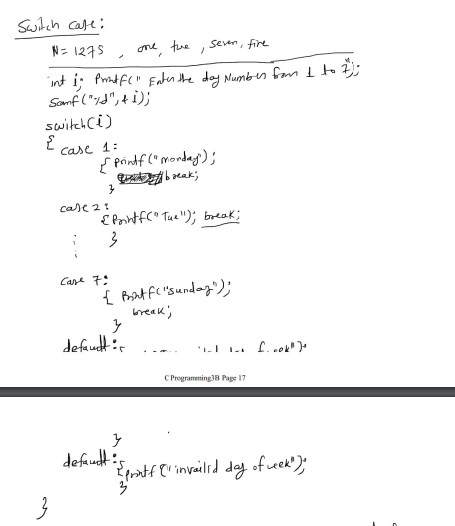 Switch case:
N = 1275, one, tue, seven, five
int i; Printf(" Enter the day Number from 1 to 7");
Scanf("%d", &i);
switch(i)
{ case 1:
{ Printf("monday");
break;
}
case 2:
{ Printf("Tue"); break;
}
case 7:
{ Printf("sunday");
break;
}
default:
C Programming3B Page 17
}
default:
{ printf("invalid day of week");
}
}